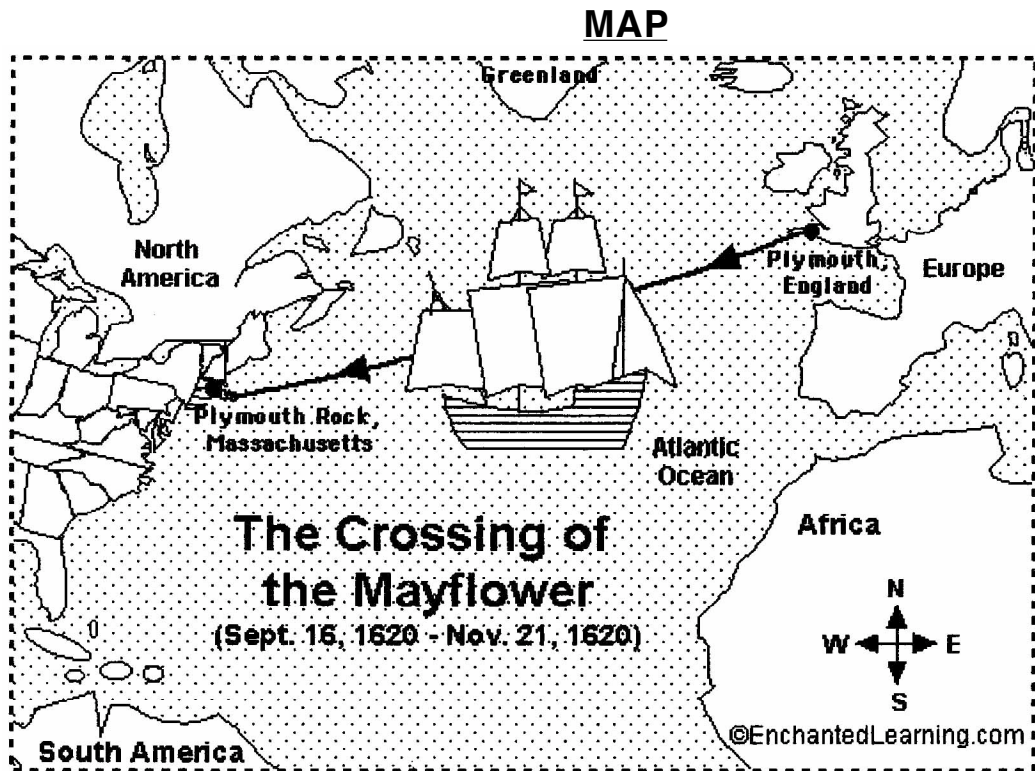 MAP
Greenland
North
America
Plymouth,
England
Europe
Plymouth Rock,
Massachusetts
Atlantic
Ocean
The Crossing of
the Mayflower
(Sept. 16, 1620 - Nov. 21, 1620)
Africa
N
W E
S
South America
©EnchantedLearning.com